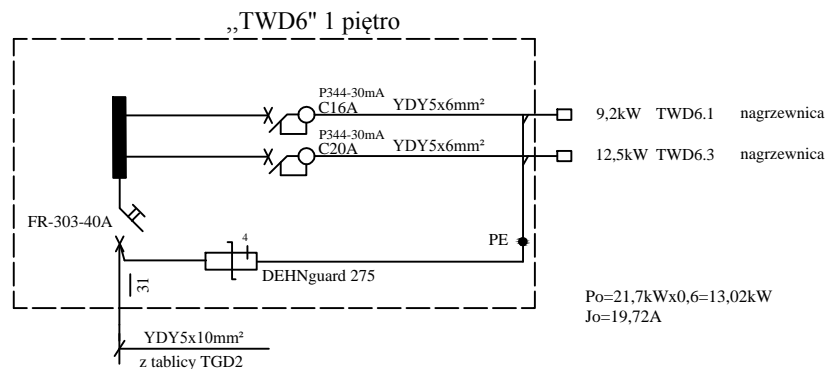 ,,TWD6" 1 piętro
P344-30mA
C16A
YDY5x6mm²
9,2kW TWD6.1 nagrzewnica
P344-30mA
C20A
YDY5x6mm²
12,5kW TWD6.3 nagrzewnica
FR-303-40A
PE
4
DEHNguard 275
31
Po=21,7kWx0,6=13,02kW
Jo=19,72A
YDY5x10mm²
z tablicy TGD2